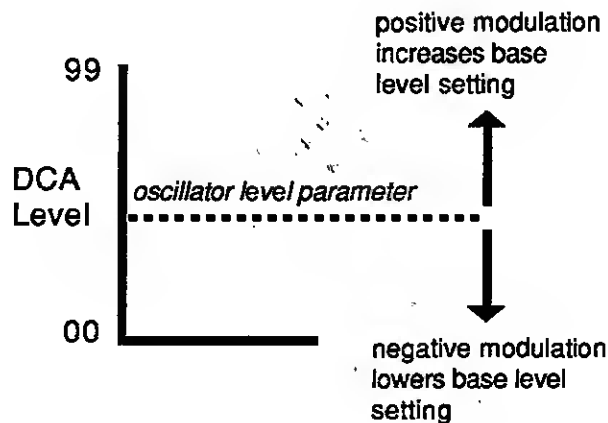 positive modulation
increases base
level setting
99
DCA
Level
oscillator level parameter
00
negative modulation
lowers base level
setting